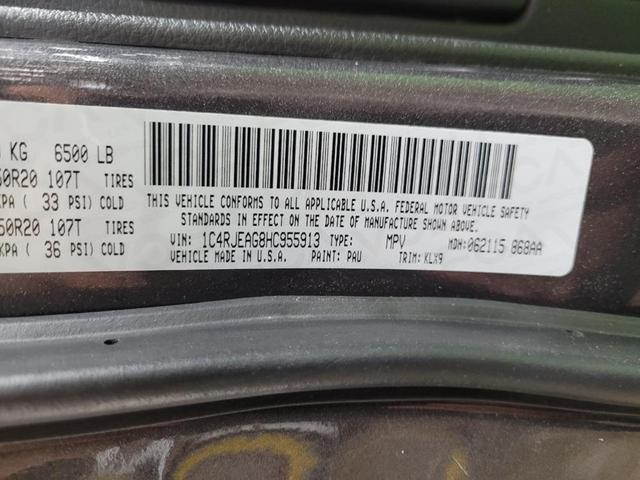 KG 6500 LB
50R20 107T TIRES
KPA ( 33 PSI) COLD
50R20 107T TIRES
KPA ( 36 PSI) COLD
THIS VEHICLE CONFORMS TO ALL APPLICABLE U.S.A. FEDERAL MOTOR VEHICLE SAFETY
STANDARDS IN EFFECT ON THE DATE OF MANUFACTURE SHOWN ABOVE.
VIN: 1C4RJEAG8HC955913 TYPE: MPV MDH: 062115 868AA
VEHICLE MADE IN U.S.A. PAINT: PAU TRIM: KLX9